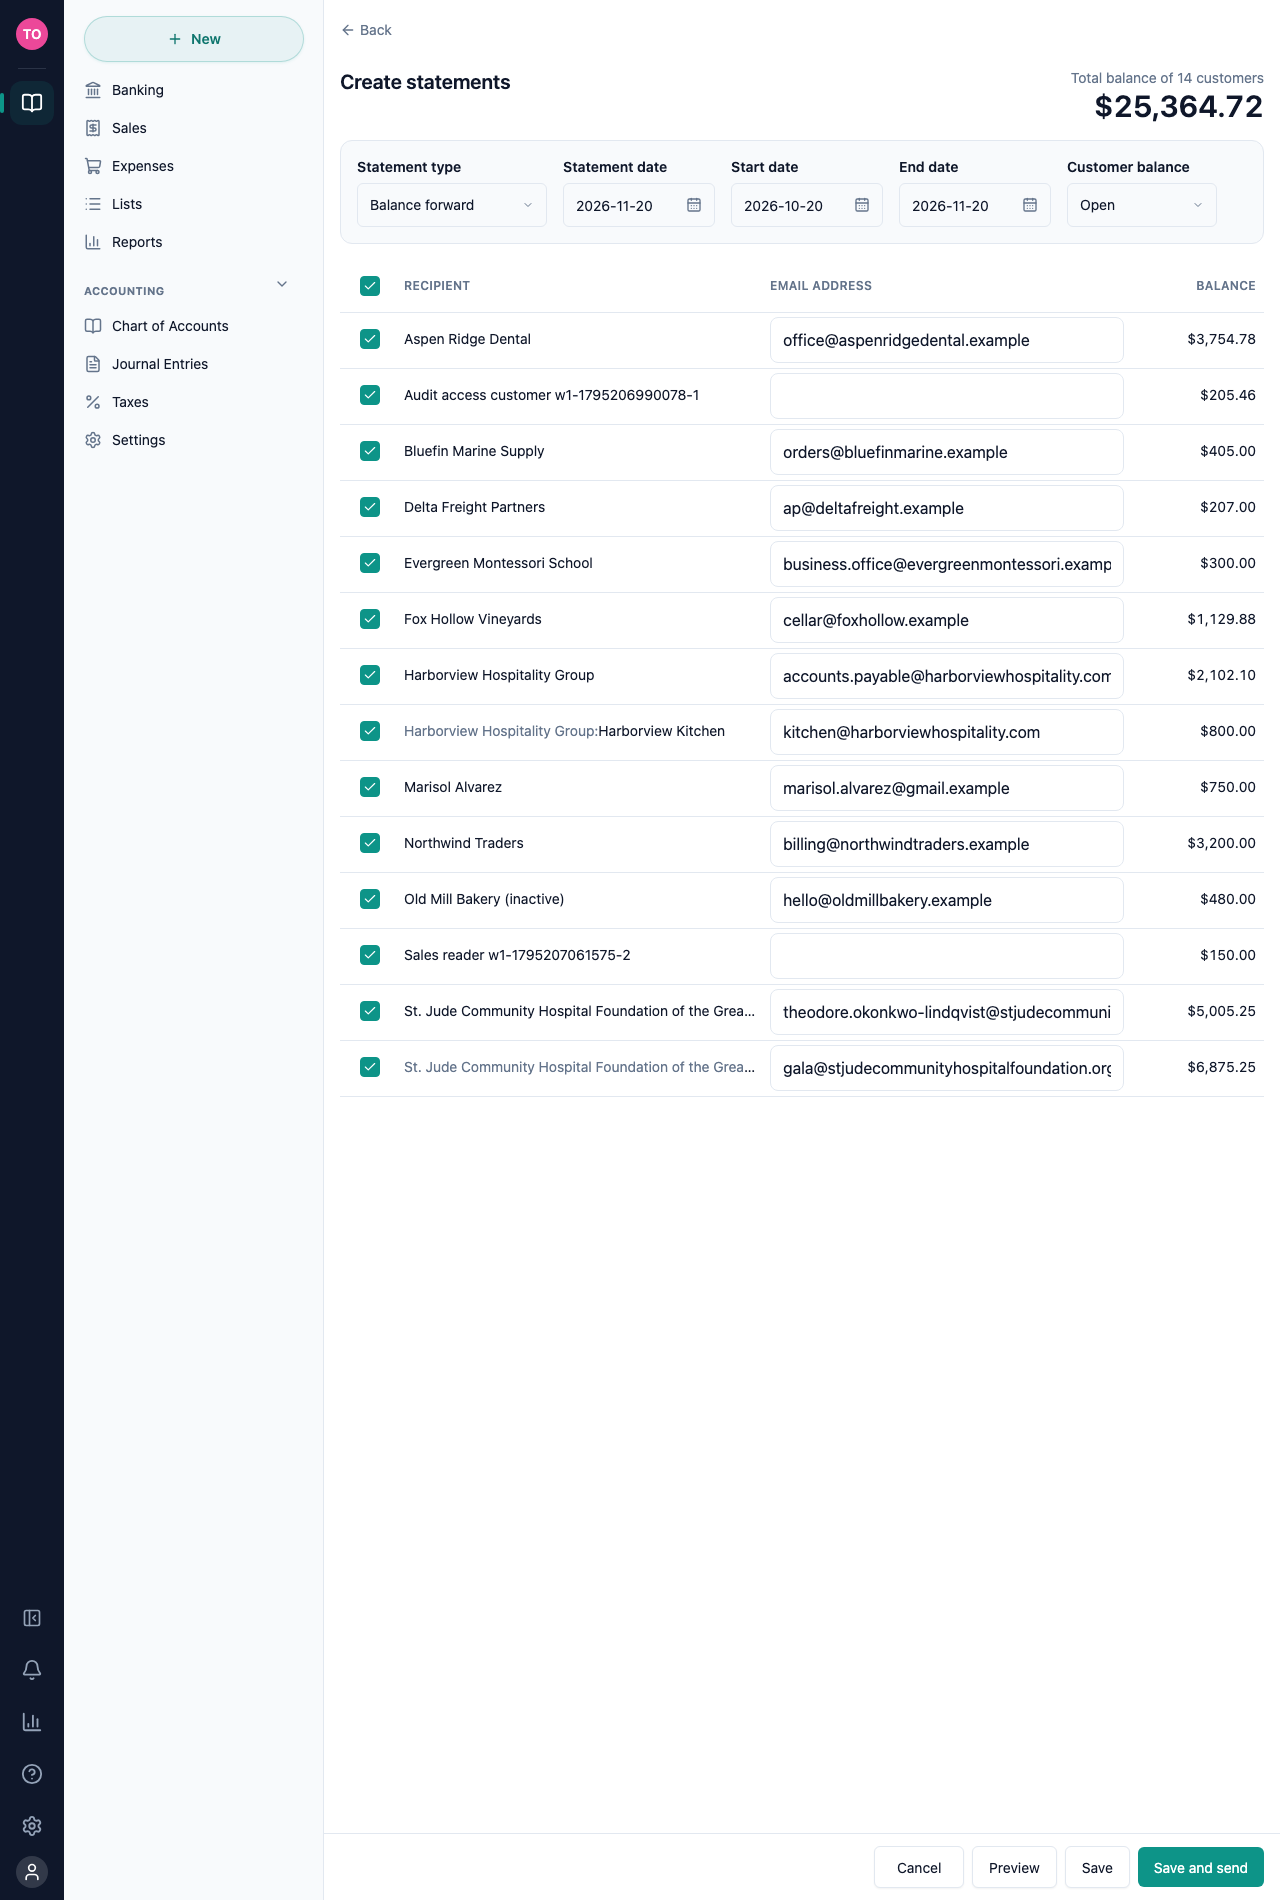 TO
New
Banking
Sales
Expenses
Lists
Reports
ACCOUNTING
Chart of Accounts
Journal Entries
Taxes
Settings
Back
Create statements
Total balance of 14 customers
$25,364.72
Statement type Statement date Start date End date Customer balance
Balance forward 2026-11-20 2026-10-20 2026-11-20 Open
RECIPIENT EMAIL ADDRESS BALANCE
Aspen Ridge Dental office@aspenridgedental.example $3,754.78
Audit access customer w1-1795206990078-1 $205.46
Bluefin Marine Supply orders@bluefinmarine.example $405.00
Delta Freight Partners ap@deltafreight.example $207.00
Evergreen Montessori School business.office@evergreenmontessori.examp $300.00
Fox Hollow Vineyards cellar@foxhollow.example $1,129.88
Harborview Hospitality Group accounts.payable@harborviewhospitality.com $2,102.10
Harborview Hospitality Group:Harborview Kitchen kitchen@harborviewhospitality.com $800.00
Marisol Alvarez marisol.alvarez@gmail.example $750.00
Northwind Traders billing@northwindtraders.example $3,200.00
Old Mill Bakery (inactive) hello@oldmillbakery.example $480.00
Sales reader w1-1795207061575-2 $150.00
St. Jude Community Hospital Foundation of the Grea... theodore.okonkwo-lindqvist@stjudecommuni $5,005.25
St. Jude Community Hospital Foundation of the Grea... gala@stjudecommunityhospitalfoundation.org $6,875.25
Cancel Preview Save Save and send